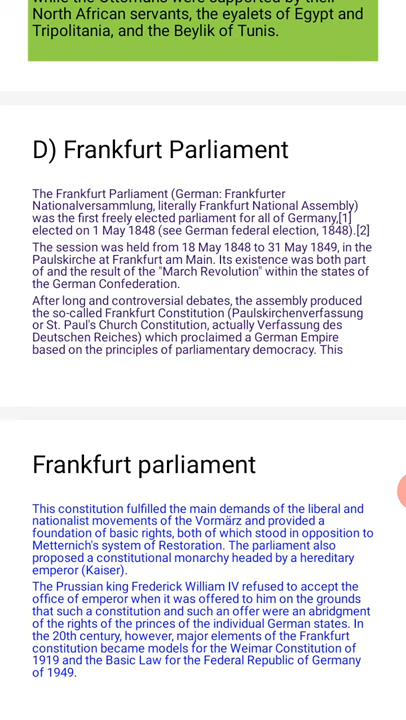 while the Ottomans were supported by their
North African servants, the eyalets of Egypt and
Tripolitania, and the Beylik of Tunis.
D) Frankfurt Parliament
The Frankfurt Parliament (German: Frankfurter
Nationalversammlung, literally Frankfurt National Assembly)
was the first freely elected parliament for all of Germany,[1]
elected on 1 May 1848 (see German federal election, 1848).[2]
The session was held from 18 May 1848 to 31 May 1849, in the
Paulskirche at Frankfurt am Main. Its existence was both part
of and the result of the "March Revolution" within the states of
the German Confederation.
After long and controversial debates, the assembly produced
the so-called Frankfurt Constitution (Paulskirchenverfassung
or St. Paul's Church Constitution, actually Verfassung des
Deutschen Reiches) which proclaimed a German Empire
based on the principles of parliamentary democracy. This
Frankfurt parliament
This constitution fulfilled the main demands of the liberal and
nationalist movements of the Vormärz and provided a
foundation of basic rights, both of which stood in opposition to
Metternich's system of Restoration. The parliament also
proposed a constitutional monarchy headed by a hereditary
emperor (Kaiser).
The Prussian king Frederick William IV refused to accept the
office of emperor when it was offered to him on the grounds
that such a constitution and such an offer were an abridgment
of the rights of the princes of the individual German states. In
the 20th century, however, major elements of the Frankfurt
constitution became models for the Weimar Constitution of
1919 and the Basic Law for the Federal Republic of Germany
of 1949.